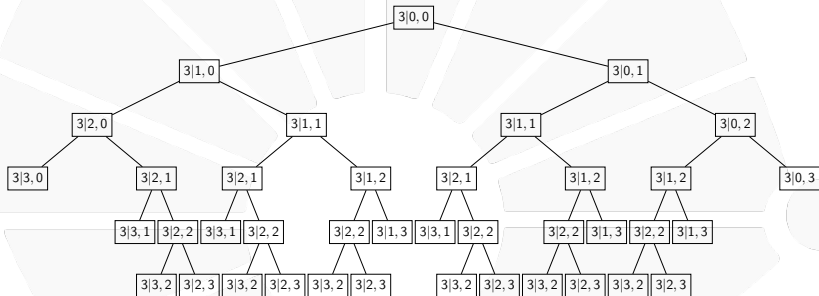 3|0, 0
3|1, 0 3|0, 1
3|2, 0 3|1, 1 3|1, 1 3|0, 2
3|3, 0 3|2, 1 3|2, 1 3|1, 2 3|2, 1 3|1, 2 3|1, 2 3|0, 3
3|3, 1 3|2, 2 3|3, 1 3|2, 2 3|2, 2 3|1, 3 3|3, 1 3|2, 2 3|2, 2 3|1, 3 3|2, 2 3|1, 3
3|3, 2 3|2, 3 3|3, 2 3|2, 3 3|3, 2 3|2, 3 3|3, 2 3|2, 3 3|3, 2 3|2, 3 3|3, 2 3|2, 3